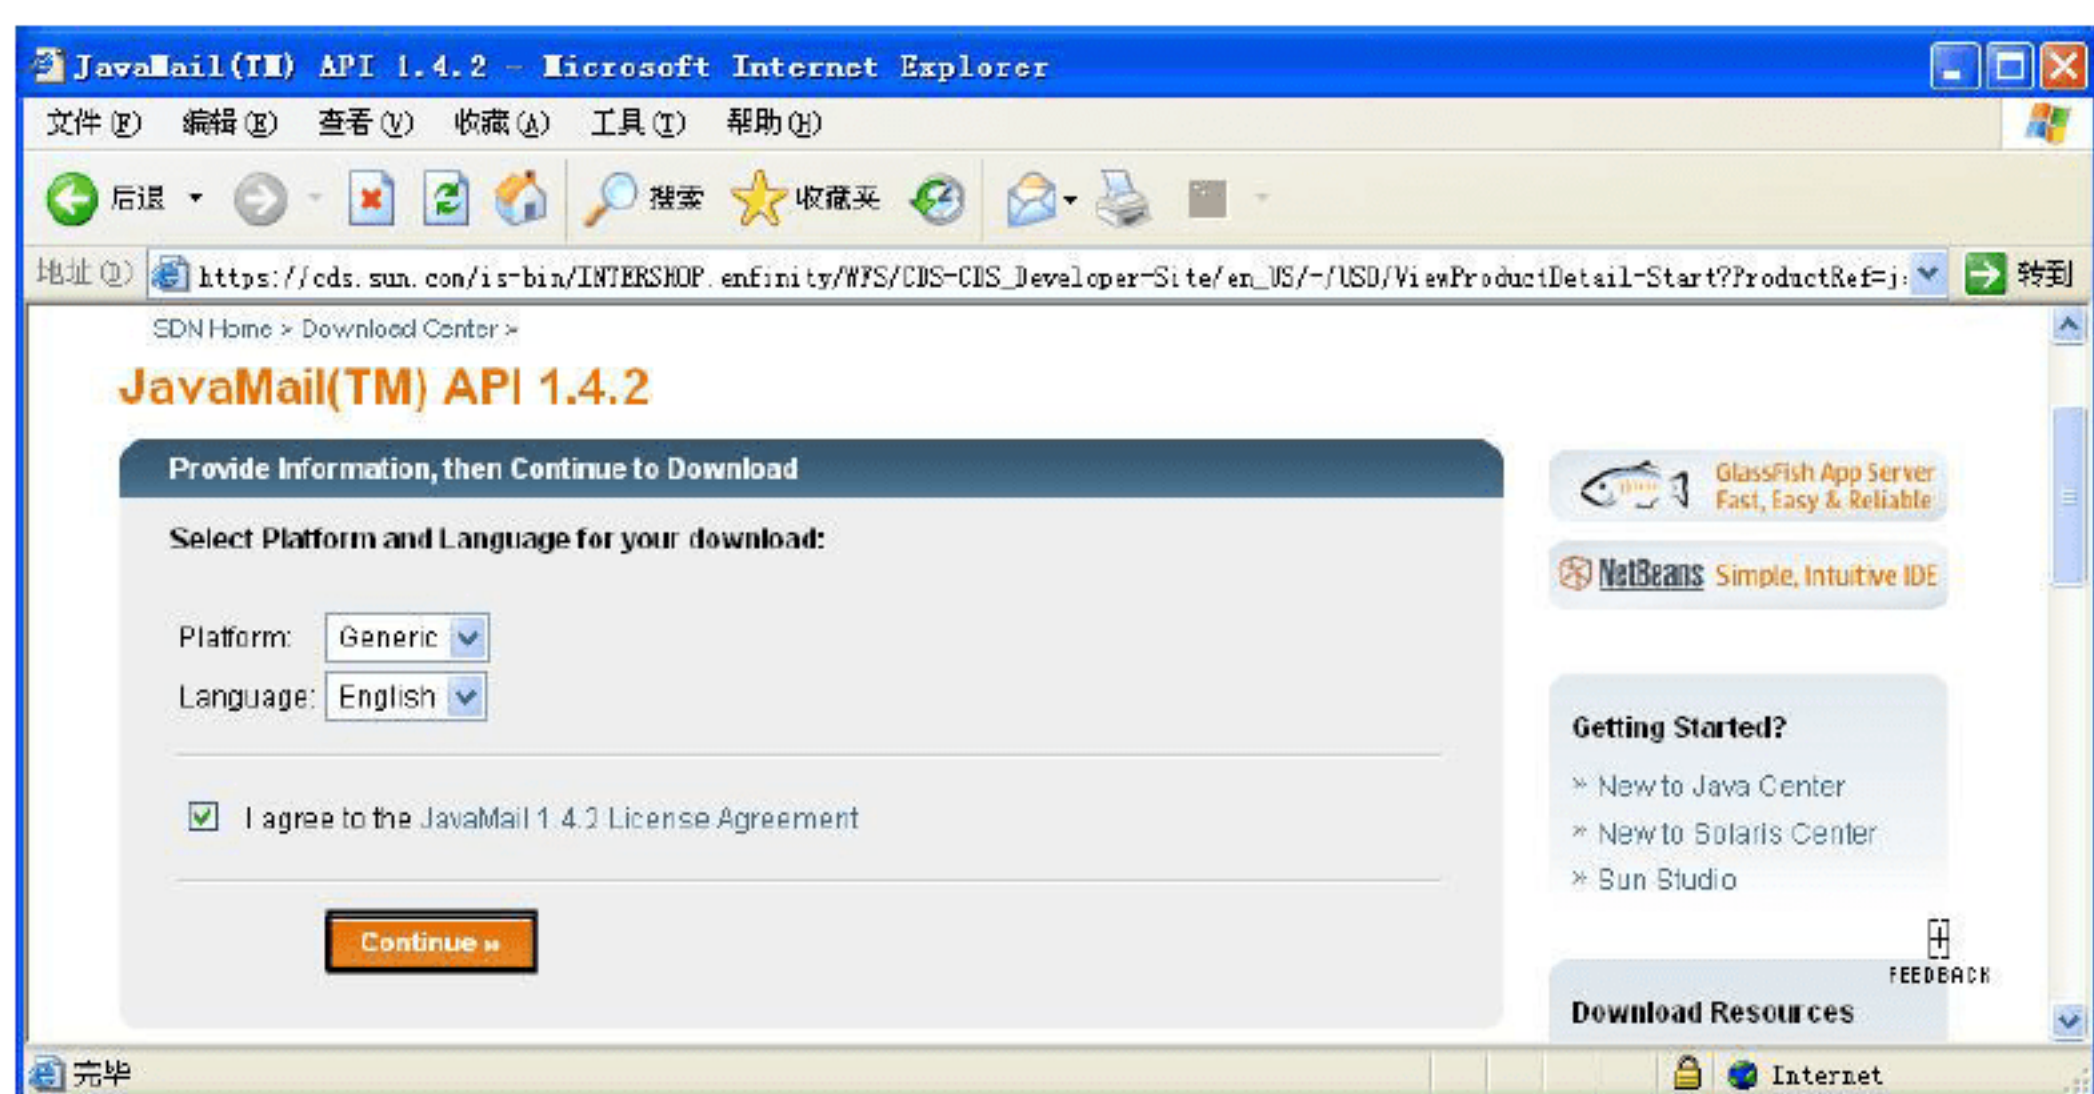 JavaMail(TM) API 1.4.2 - Microsoft Internet Explorer
文件(F) 编辑(E) 查看(V) 收藏(A) 工具(T) 帮助(H)
后退 搜索 收藏夹
地址(D) https://cds.sun.com/is-bin/INTERSHOP.enfinity/WFS/CDS-CDS_Developer-Site/en_US/-/USD/ViewProductDetail-Start?ProductRef=j 转到
SDN Home > Download Center >
JavaMail(TM) API 1.4.2
Provide Information, then Continue to Download
Select Platform and Language for your download:
Platform: Generic
Language: English
I agree to the JavaMail 1.4.2 License Agreement
Continue »
GlassFish App Server
Fast, Easy & Reliable
NetBeans Simple, Intuitive IDE
Getting Started?
» New to Java Center
» New to Solaris Center
» Sun Studio
[+]
FEEDBACK
Download Resources
完毕 Internet